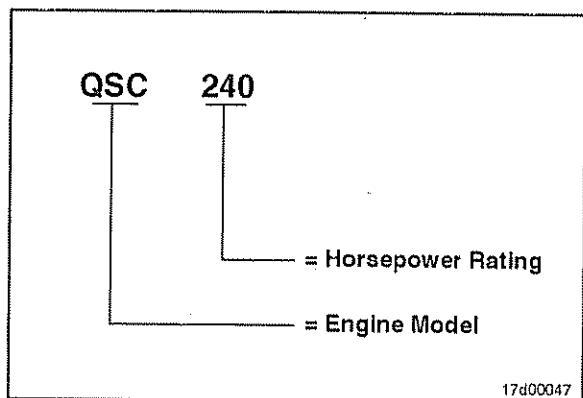 QSC 240
= Horsepower Rating
= Engine Model
17d00047